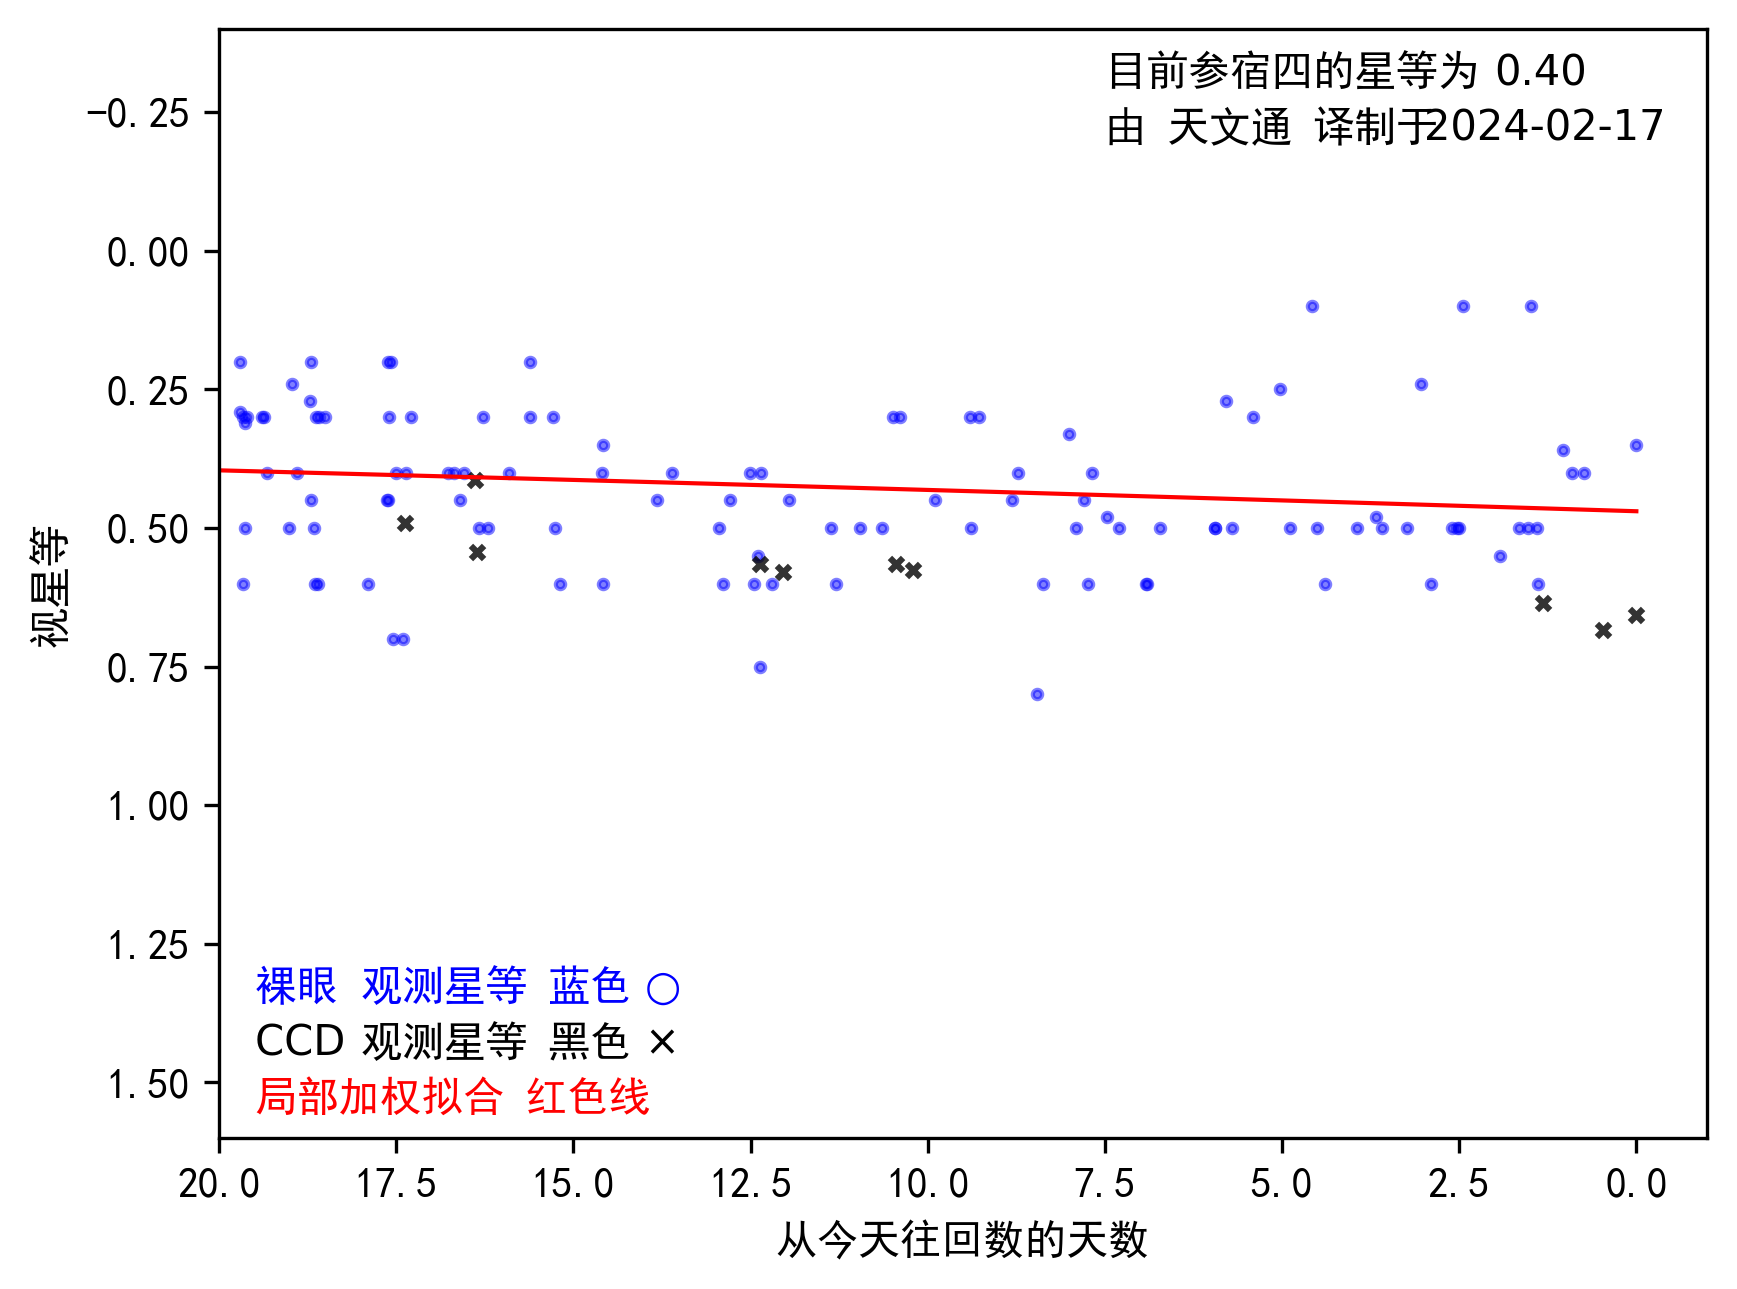 目前参宿四的星等为 0.40
由 天文通 译制于2024-02-17
−0.25
0.00
0.25
0.50
0.75
1.00
1.25
1.50
视星等
裸眼 观测星等 蓝色 ○
CCD 观测星等 黑色 ×
局部加权拟合 红色线
20.0 17.5 15.0 12.5 10.0 7.5 5.0 2.5 0.0
从今天往回数的天数